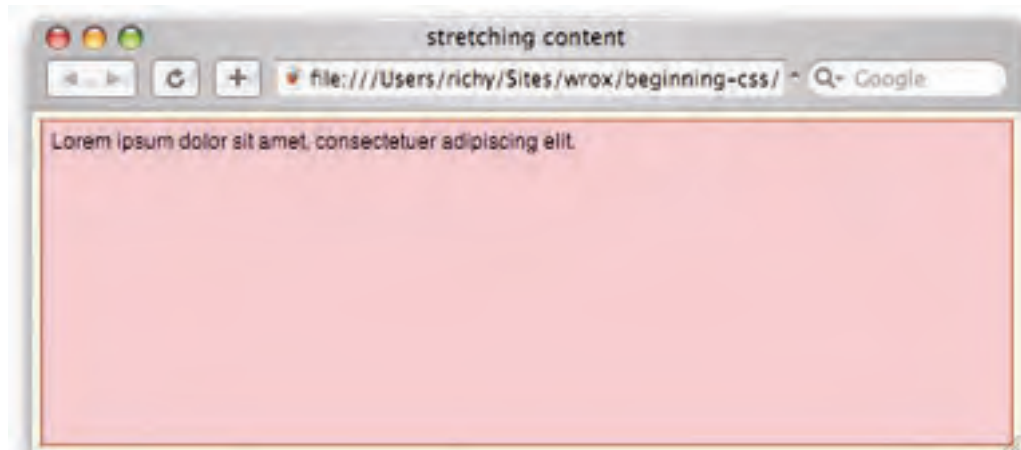 stretching content
file:///Users/richy/Sites/wrox/beginning-css/
Google
Lorem ipsum dolor sit amet, consectetuer adipiscing elit.